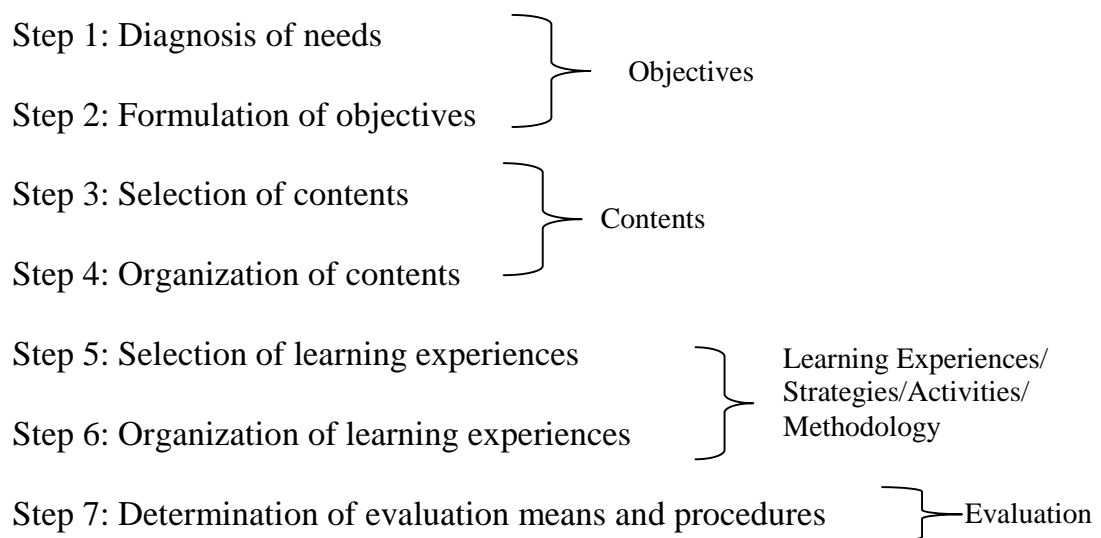 Step 1: Diagnosis of needs
Objectives
Step 2: Formulation of objectives
Step 3: Selection of contents
Contents
Step 4: Organization of contents
Step 5: Selection of learning experiences
Learning Experiences/
Strategies/Activities/
Methodology
Step 6: Organization of learning experiences
Step 7: Determination of evaluation means and procedures
Evaluation